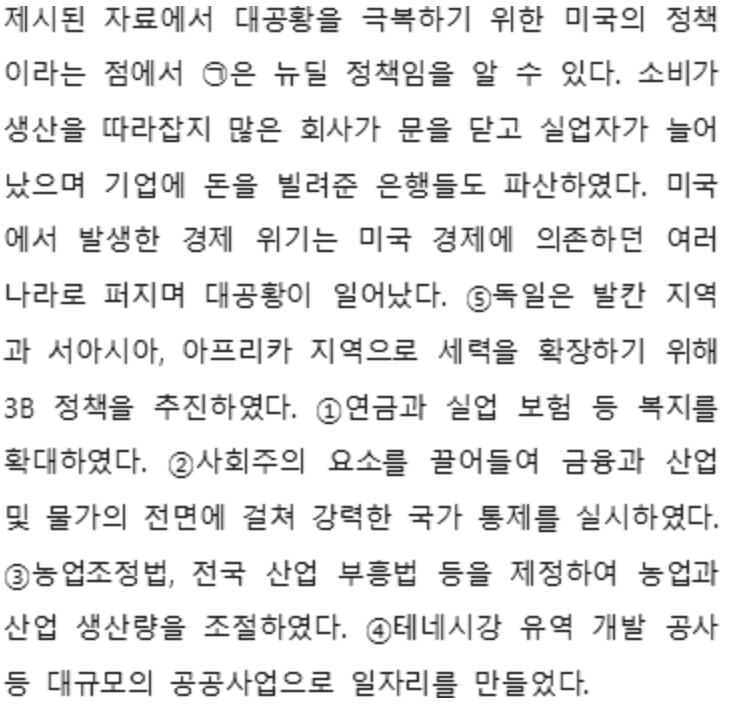 제시된 자료에서 대공황을 극복하기 위한 미국의 정책
이라는 점에서 ㉠은 뉴딜 정책임을 알 수 있다. 소비가
생산을 따라잡지 많은 회사가 문을 닫고 실업자가 늘어
났으며 기업에 돈을 빌려준 은행들도 파산하였다. 미국
에서 발생한 경제 위기는 미국 경제에 의존하던 여러
나라로 퍼지며 대공황이 일어났다. ⑤독일은 발칸 지역
과 서아시아, 아프리카 지역으로 세력을 확장하기 위해
3B 정책을 추진하였다. ①연금과 실업 보험 등 복지를
확대하였다. ②사회주의 요소를 끌어들여 금융과 산업
및 물가의 전면에 걸쳐 강력한 국가 통제를 실시하였다.
③농업조정법, 전국 산업 부흥법 등을 제정하여 농업과
산업 생산량을 조절하였다. ④테네시강 유역 개발 공사
등 대규모의 공공사업으로 일자리를 만들었다.